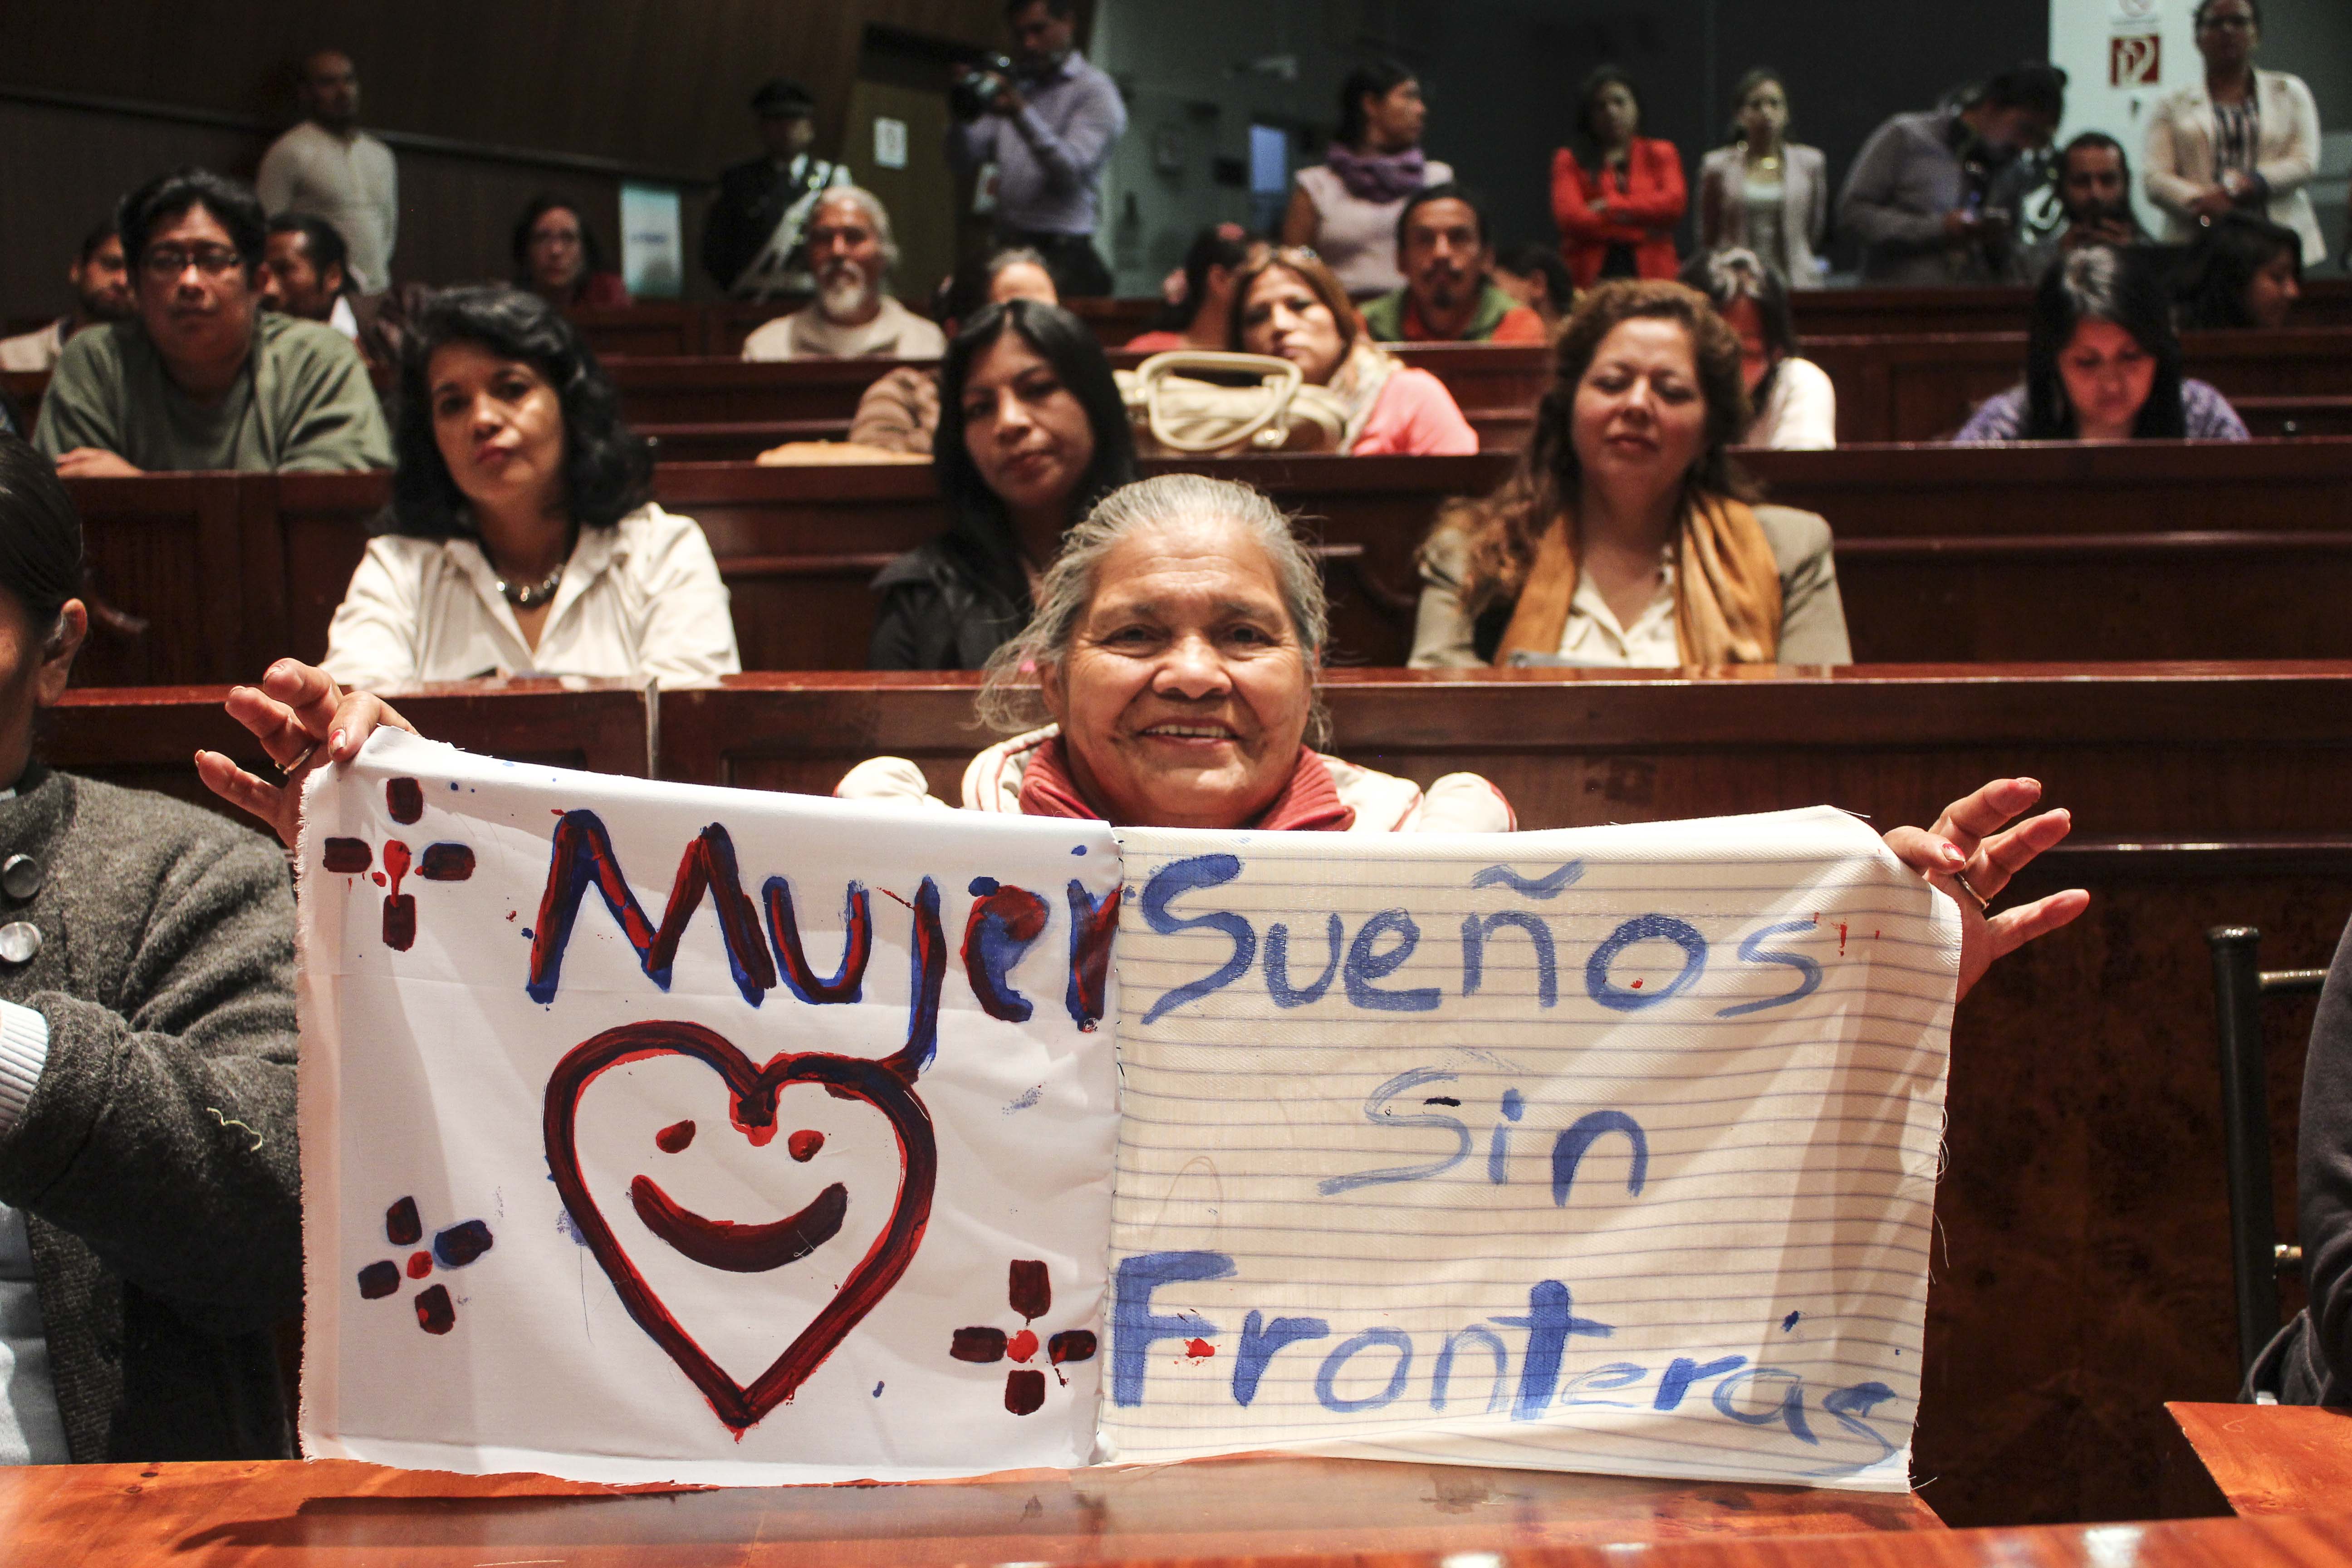 Mujer
Sueños
Sin
Fronteras